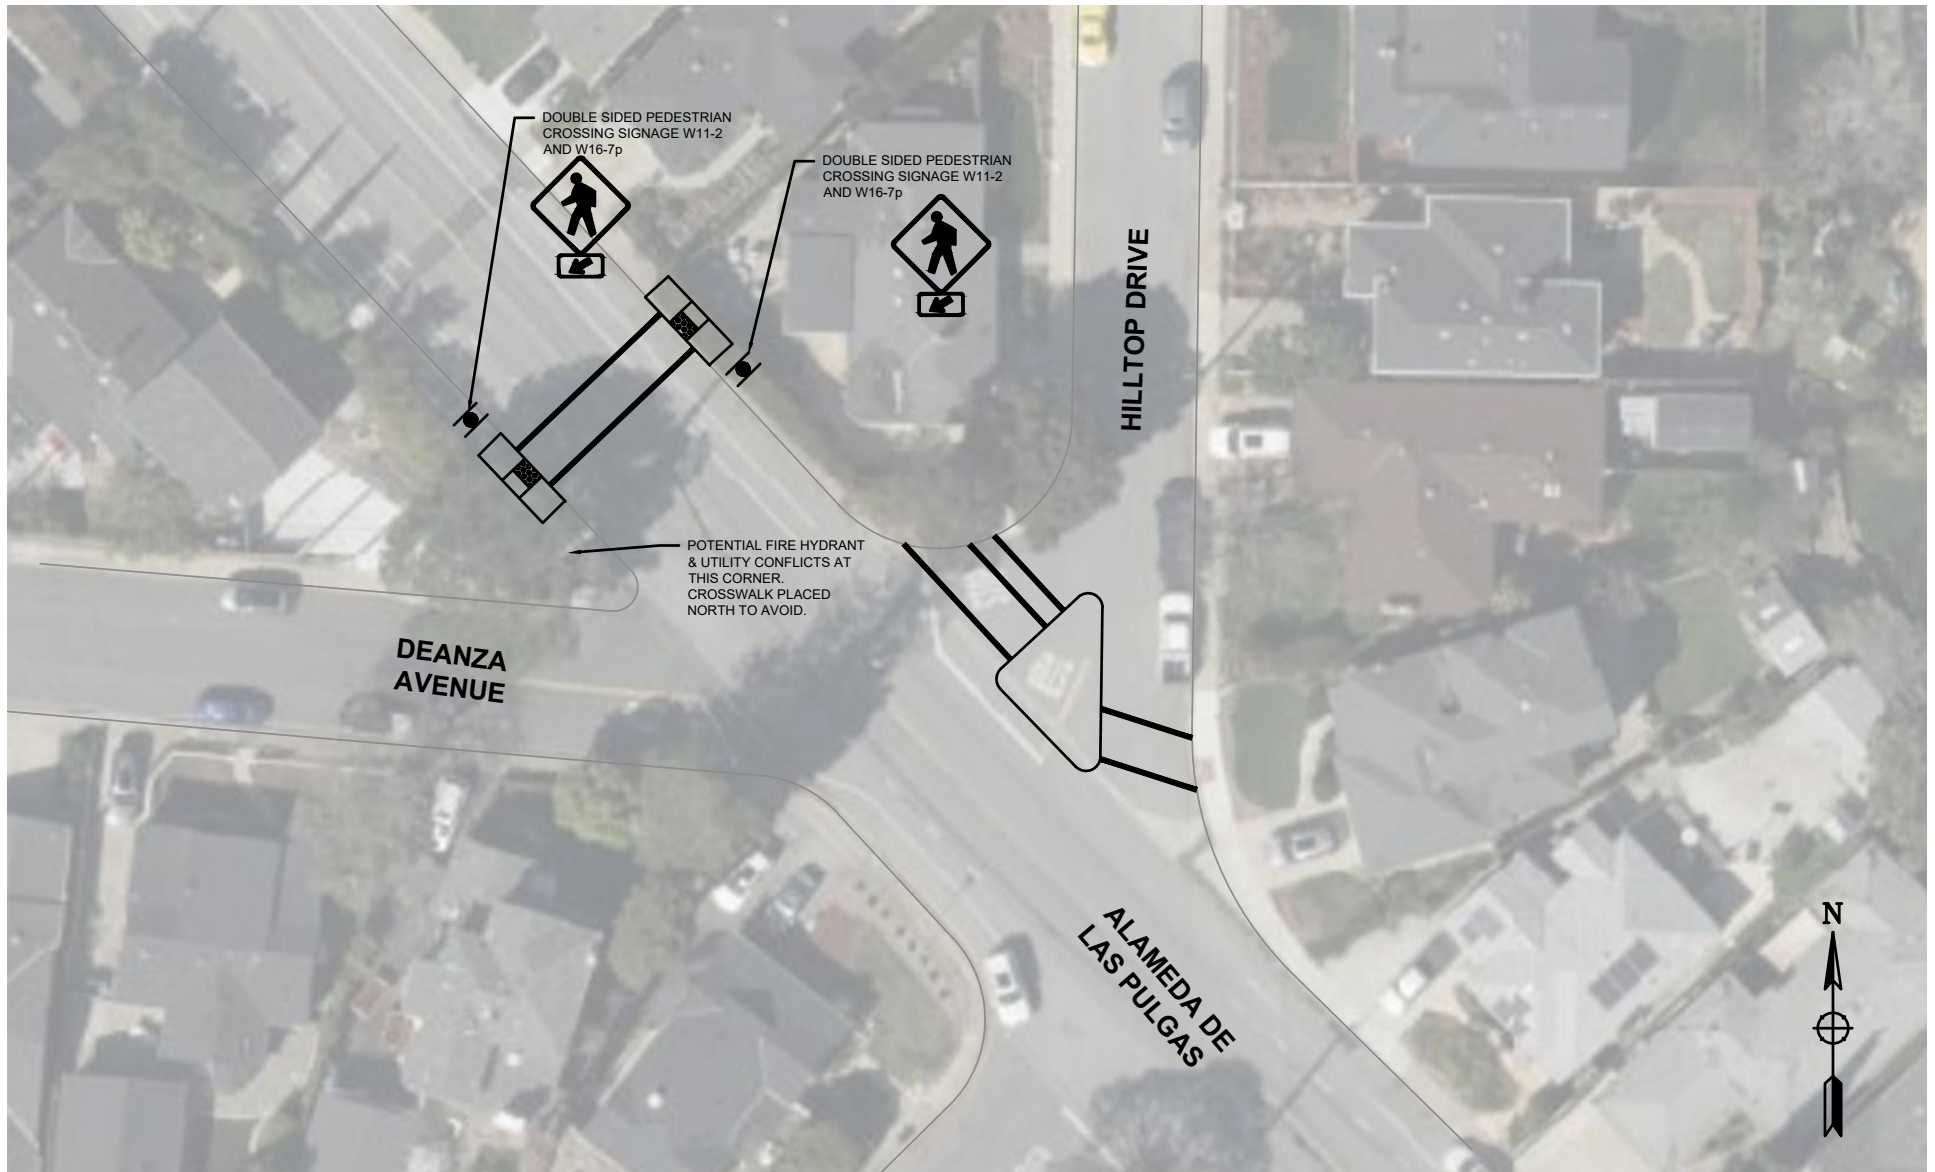 DOUBLE SIDED PEDESTRIAN
CROSSING SIGNAGE W11-2
AND W16-7p
DOUBLE SIDED PEDESTRIAN
CROSSING SIGNAGE W11-2
AND W16-7p
HILLTOP DRIVE
POTENTIAL FIRE HYDRANT
& UTILITY CONFLICTS AT
THIS CORNER.
CROSSWALK PLACED
NORTH TO AVOID.
DEANZA
AVENUE
ALAMEDA DE
LAS PULGAS
N